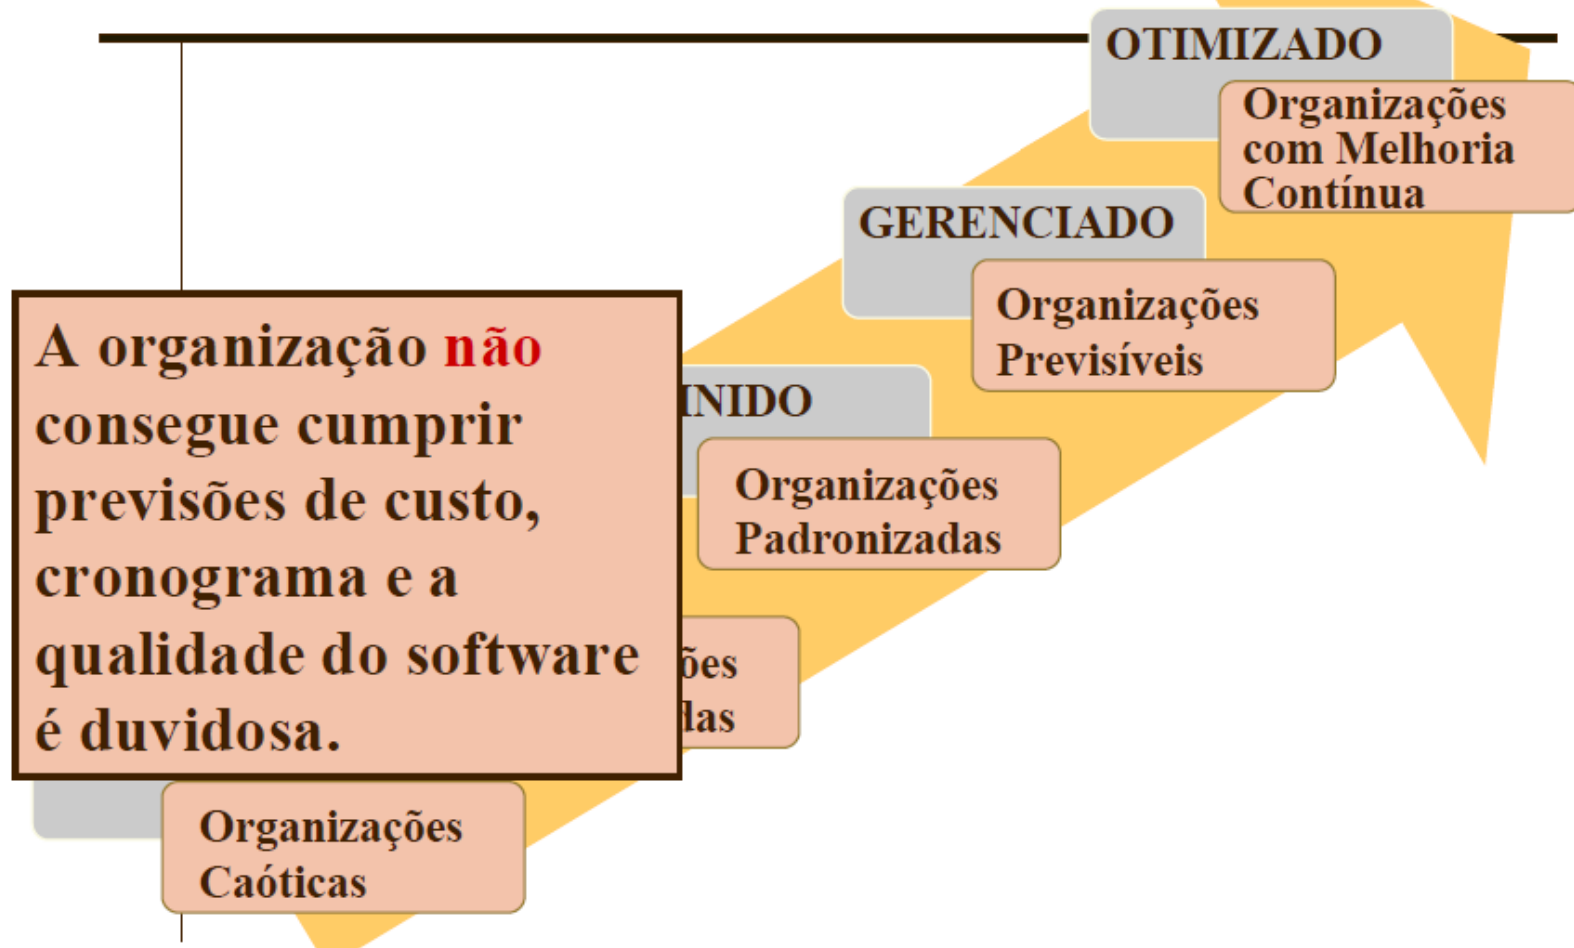 OTIMIZADO
Organizações
com Melhoria
Contínua
GERENCIADO
Organizações
Previsíveis
INIDO
Organizações
Padronizadas
A organização não
consegue cumprir
previsões de custo,
cronograma e a
qualidade do software
é duvidosa.
ões
das
Organizações
Caóticas